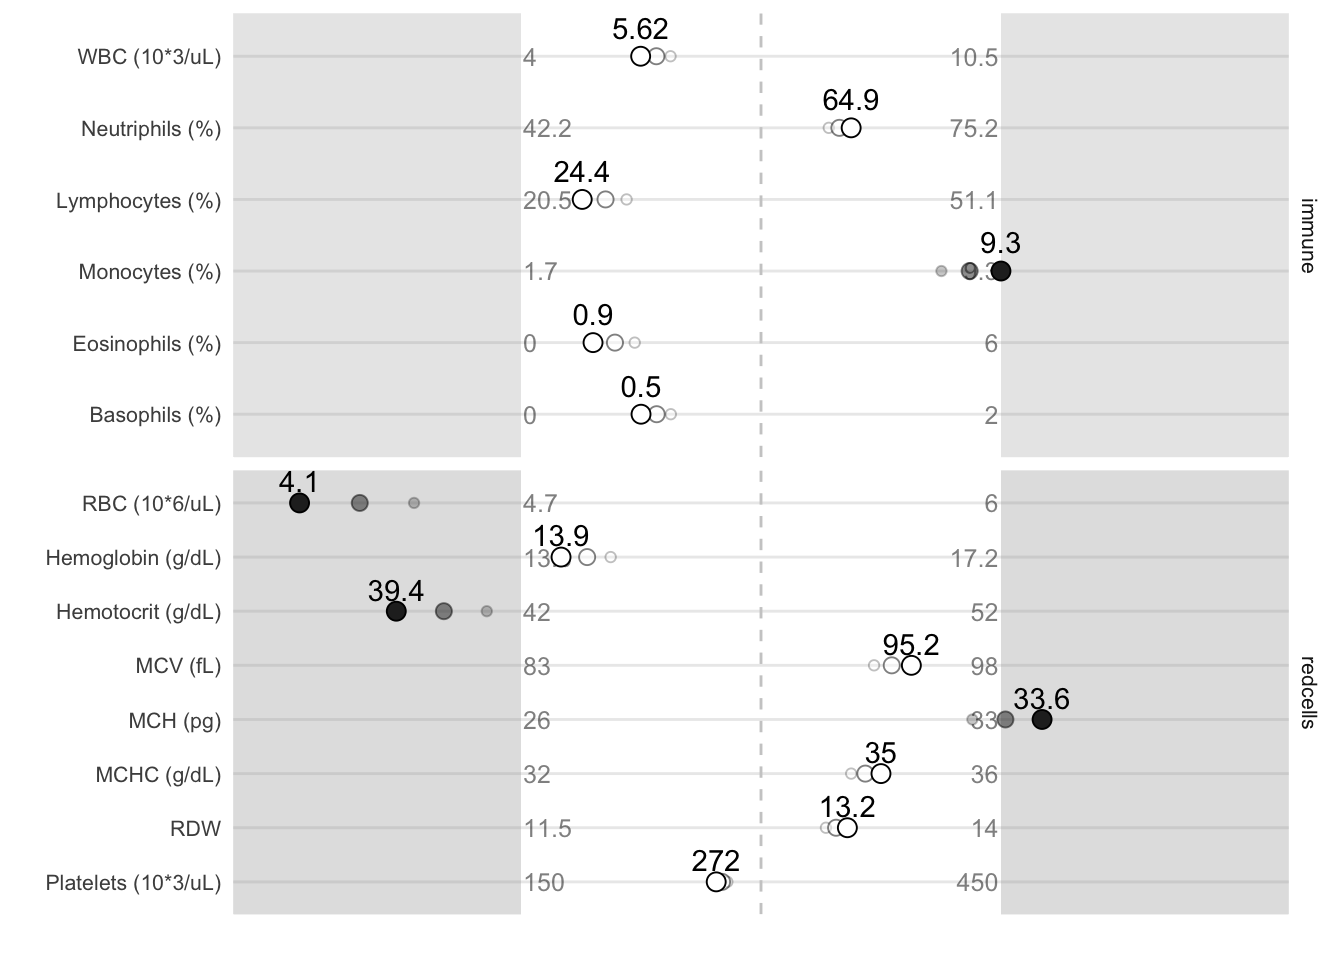 5.62
WBC (10*3/uL) 4 10.5
64.9
Neutriphils (%) 42.2 75.2
24.4
Lymphocytes (%) 20.5 51.1
9.3
Monocytes (%) 1.7
0.9
Eosinophils (%) 0 6
0.5
Basophils (%) 0 2
immune
4.1
RBC (10*6/uL) 4.7 6
13.9
Hemoglobin (g/dL) 17.2
39.4
Hemotocrit (g/dL) 42 52
95.2
MCV (fL) 83 98
33.6
MCH (pg) 26 33
35
MCHC (g/dL) 32 36
13.2
RDW 11.5 14
272
Platelets (10*3/uL) 150 450
redcells